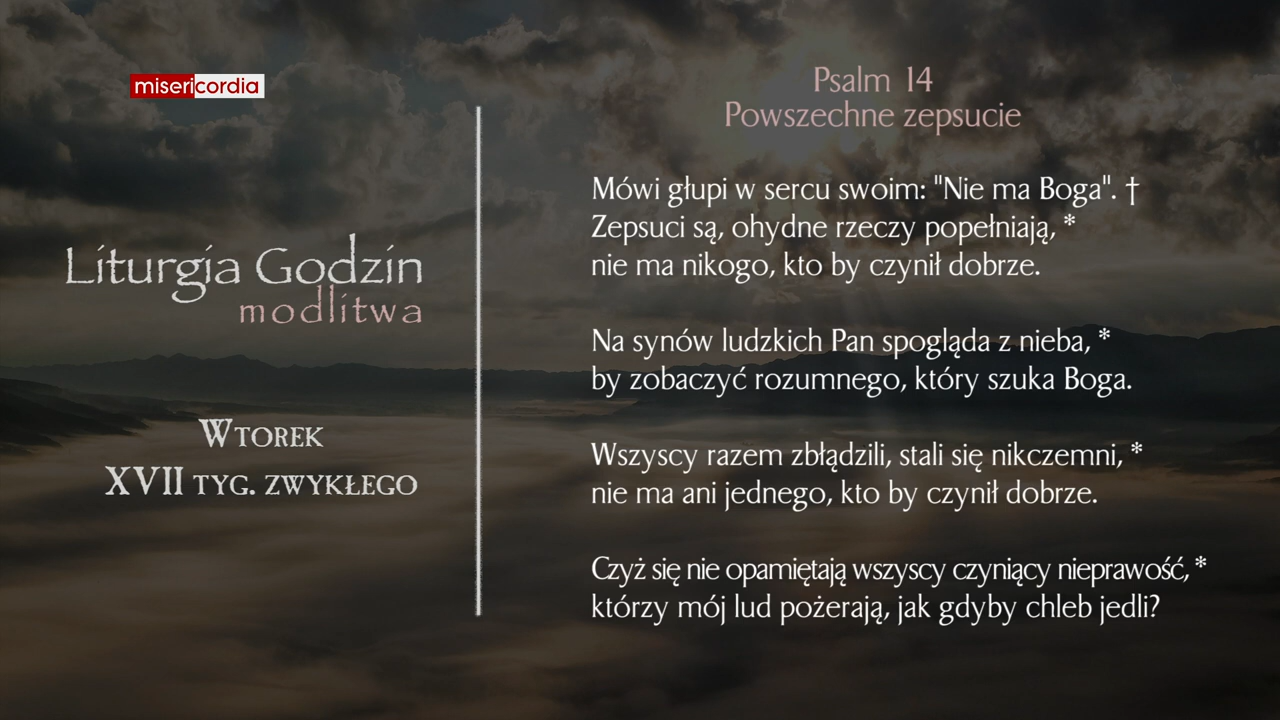 misericordia
Liturgia Godzin
modlitwa
Wtorek
XVII tyg. zwykłego
Psalm 14
Powszechne zepsucie
Mówi głupi w sercu swoim: "Nie ma Boga". †
Zepsuci są, ohydne rzeczy popełniają, *
nie ma nikogo, kto by czynił dobrze.
Na synów ludzkich Pan spogląda z nieba, *
by zobaczyć rozumnego, który szuka Boga.
Wszyscy razem zbłądzili, stali się nikczemni, *
nie ma ani jednego, kto by czynił dobrze.
Czyż się nie opamiętają wszyscy czyniący nieprawość, *
którzy mój lud pożerają, jak gdyby chleb jedli?